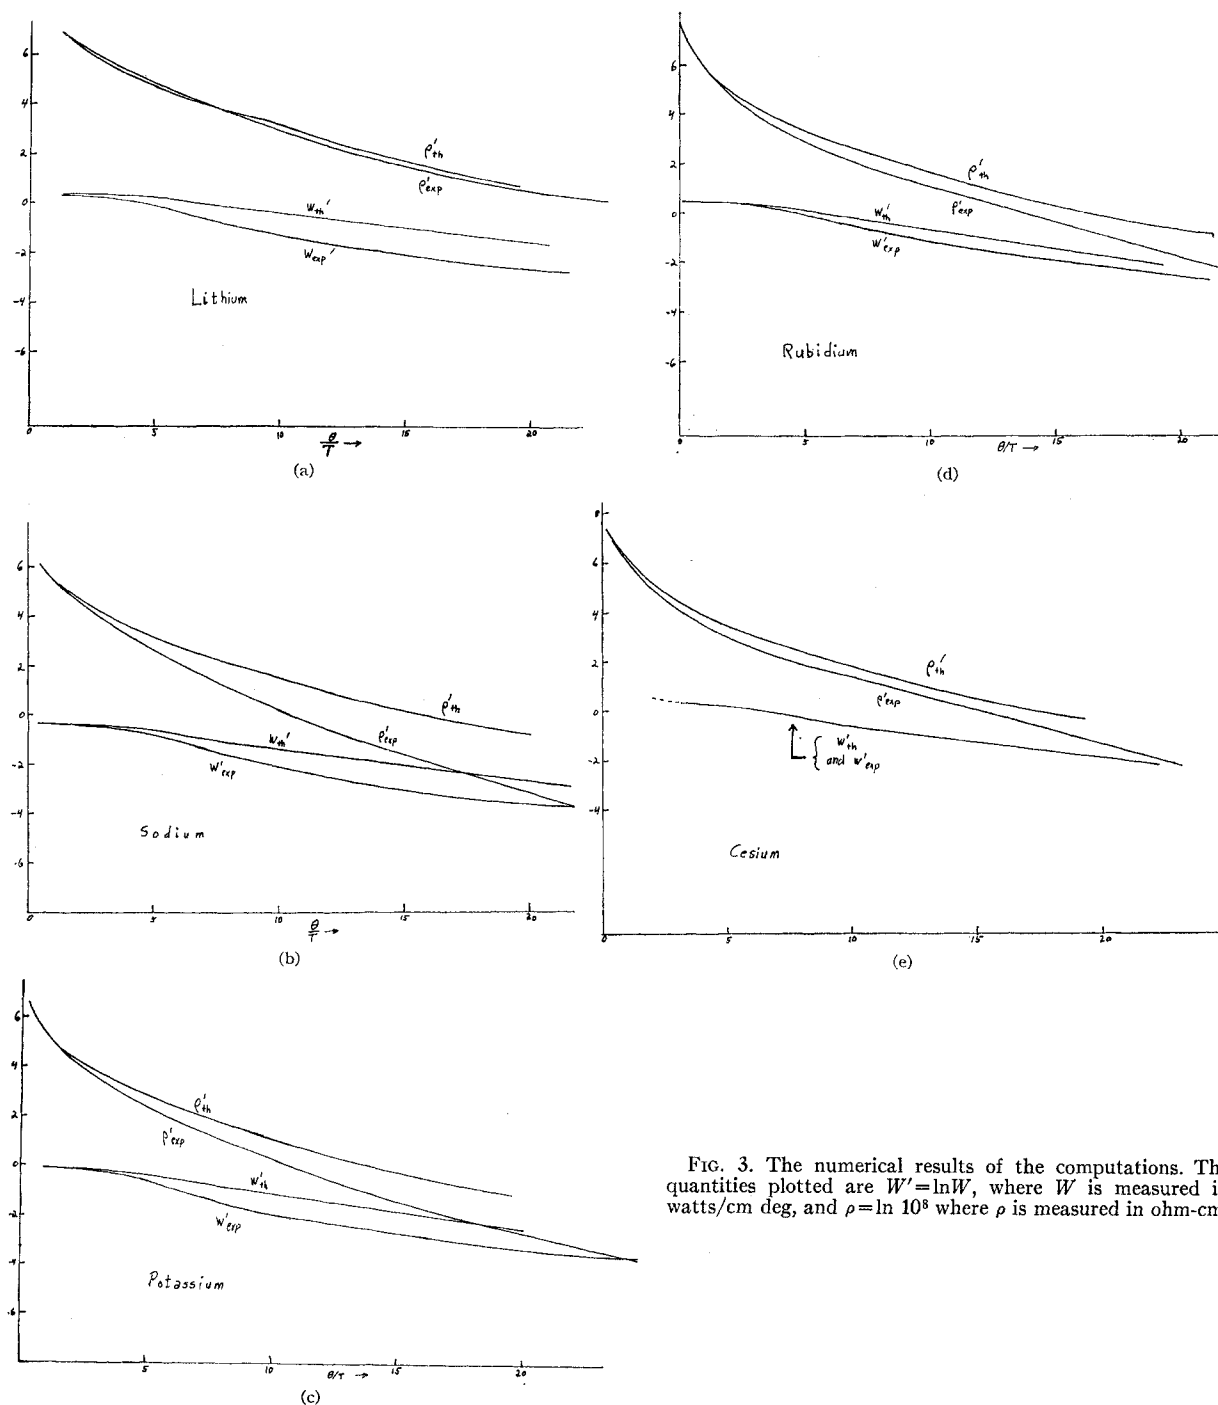 6
4
2
0
-2
-4
-6
ρ'th
ρ'exp
Wth'
Wexp'
Lithium
0 5 10 15 20
θ/T →
(a)
6
4
2
0
-2
-4
-6
ρ'th
ρ'exp
Wth'
W'exp
Sodium
0 5 10 15 20
θ/T →
(b)
6
4
2
0
-2
-4
-6
ρ'th
ρ'exp
W'th
W'exp
Potassium
5 10 15 20
θ/T →
(c)
6
4
2
0
-2
-4
-6
ρ'th
ρ'exp
W'th
W'exp
Rubidium
0 5 10 15 20
θ/T →
(d)
8
6
4
2
0
-2
-4
ρ'th
ρ'exp
W'th
and W'exp
Cesium
0 5 10 15 20
(e)
FIG. 3. The numerical results of the computations. Th
quantities plotted are W′=lnW, where W is measured i
watts/cm deg, and ρ=ln 10⁸ where ρ is measured in ohm-cm